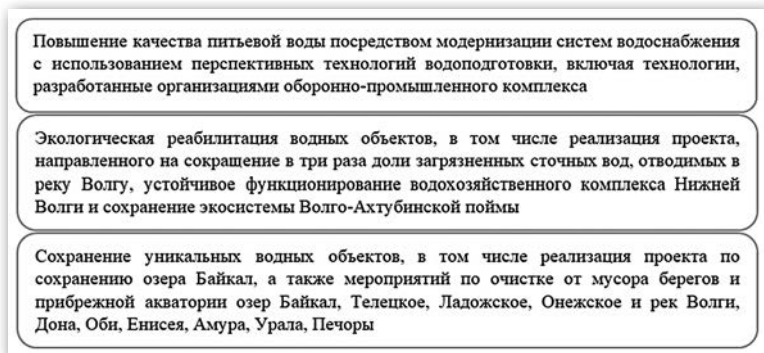 Повышение качества питьевой воды посредством модернизации систем водоснабжения
с использованием перспективных технологий водоподготовки, включая технологии,
разработанные организациями оборонно-промышленного комплекса
Экологическая реабилитация водных объектов, в том числе реализация проекта,
направленного на сокращение в три раза доли загрязненных сточных вод, отводимых в
реку Волгу, устойчивое функционирование водохозяйственного комплекса Нижней
Волги и сохранение экосистемы Волго-Ахтубинской поймы
Сохранение уникальных водных объектов, в том числе реализация проекта по
сохранению озера Байкал, а также мероприятий по очистке от мусора берегов и
прибрежной акватории озер Байкал, Телецкое, Ладожское, Онежское и рек Волги,
Дона, Оби, Енисея, Амура, Урала, Печоры